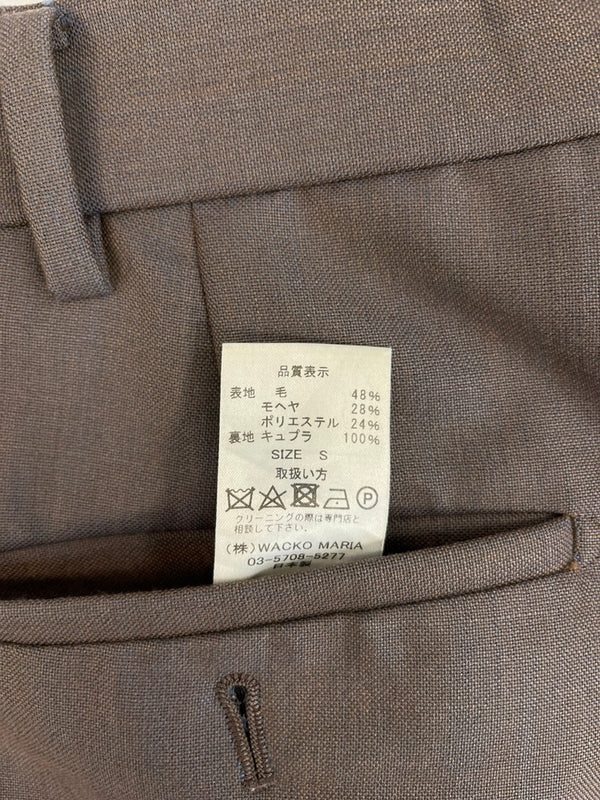 品質表示
表地 毛 48%
モヘヤ 28%
ポリエステル 24%
裏地 キュプラ 100%
SIZE S
取扱い方
P
クリーニングの際は専門店と
相談して下さい。
(株)WACKO MARIA
03-5708-5277
日本製